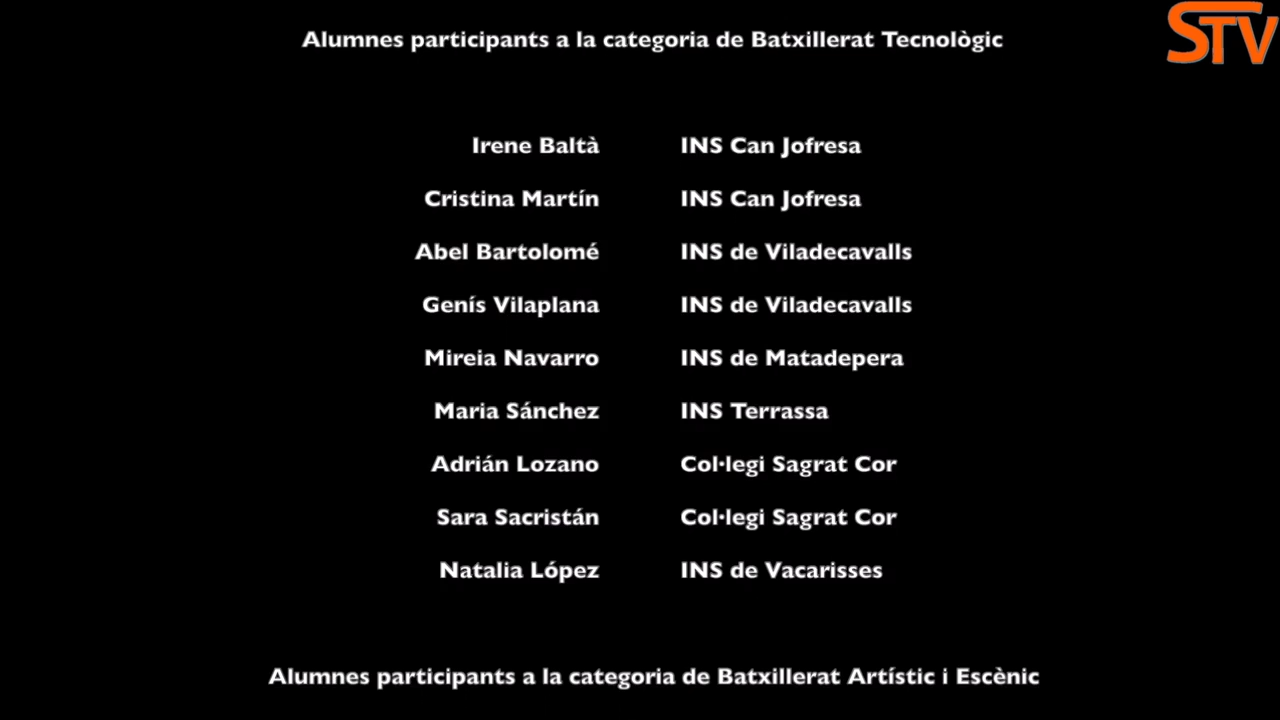 STV
Alumnes participants a la categoria de Batxillerat Tecnològic
Irene Baltà INS Can Jofresa
Cristina Martín INS Can Jofresa
Abel Bartolomé INS de Viladecavalls
Genís Vilaplana INS de Viladecavalls
Mireia Navarro INS de Matadepera
Maria Sánchez INS Terrassa
Adrián Lozano Col·legi Sagrat Cor
Sara Sacristán Col·legi Sagrat Cor
Natalia López INS de Vacarisses
Alumnes participants a la categoria de Batxillerat Artístic i Escènic